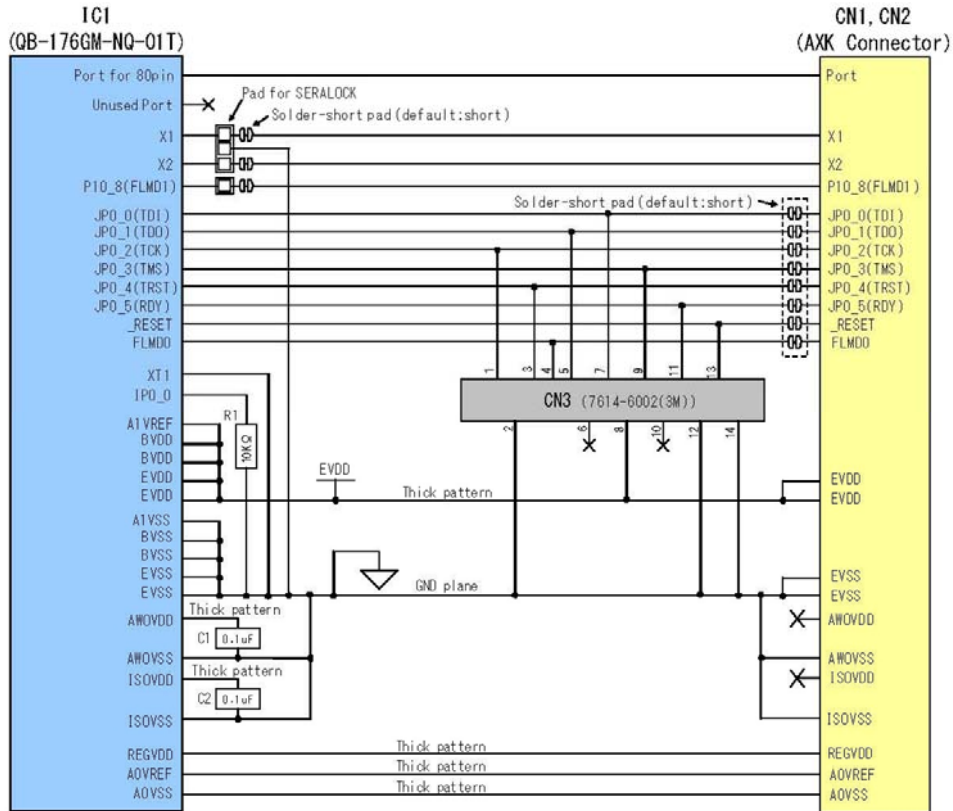 IC1
(QB-176GM-NQ-01T)
CN1, CN2
(AXK Connector)
Port for 80pin
Port
Unused Port
Pad for SERALOCK
Solder-short pad(default:short)
X1
X1
X2
X2
P10_8(FLMD1)
P10_8(FLMD1)
Solder-short pad(default:short)
JP0_0(TDI)
JP0_0(TDI)
JP0_1(TDO)
JP0_1(TDO)
JP0_2(TCK)
JP0_2(TCK)
JP0_3(TMS)
JP0_3(TMS)
JP0_4(TRST)
JP0_4(TRST)
JP0_5(RDY)
JP0_5(RDY)
_RESET
_RESET
FLMD0
FLMD0
1
3
4
5
7
9
11
13
CN3 (7614-6002(3M))
2
6
8
10
12
14
XT1
IP0_0
R1
10KΩ
A1VREF
BVDD
BVDD
EVDD
EVDD
EVDD
Thick pattern
EVDD
EVDD
A1VSS
BVSS
BVSS
EVSS
EVSS
GND plane
EVSS
EVSS
Thick pattern
AWOVDD
AWOVDD
C1
0.1uF
AWOVSS
AWOVSS
Thick pattern
ISOVDD
ISOVDD
C2
0.1uF
ISOVSS
ISOVSS
REGVDD
Thick pattern
REGVDD
A0VREF
Thick pattern
A0VREF
A0VSS
Thick pattern
A0VSS